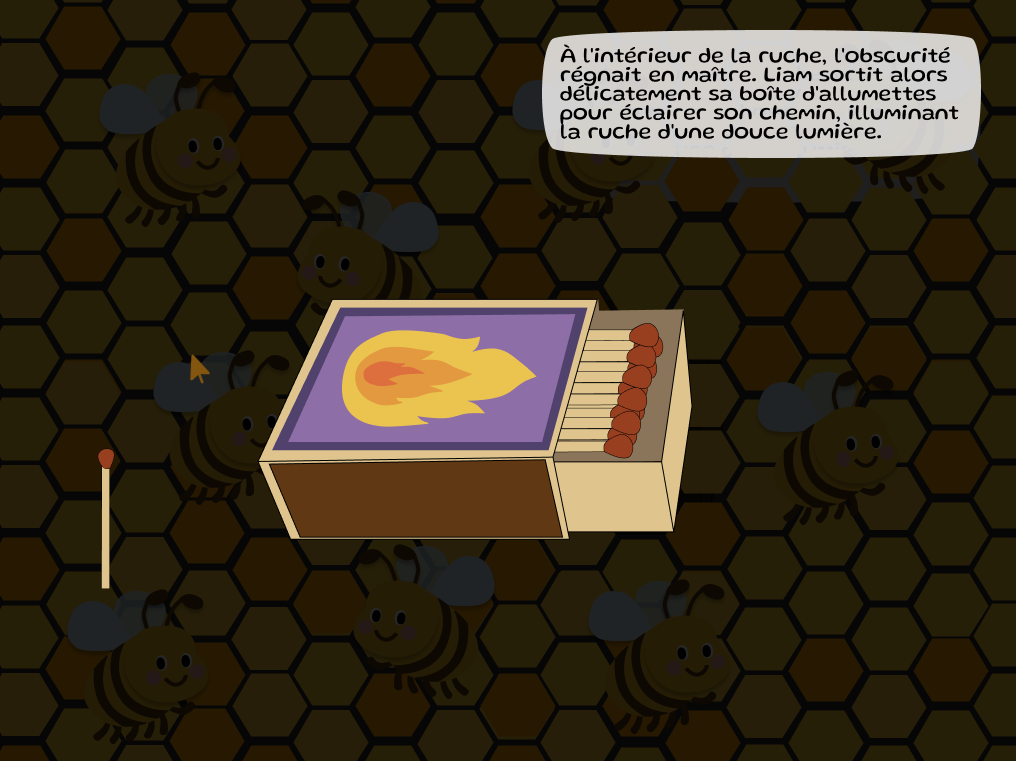 À l'intérieur de la ruche, l'obscurité
régnait en maître. Liam sortit alors
délicatement sa boîte d'allumettes
pour éclairer son chemin, illuminant
la ruche d'une douce lumière.